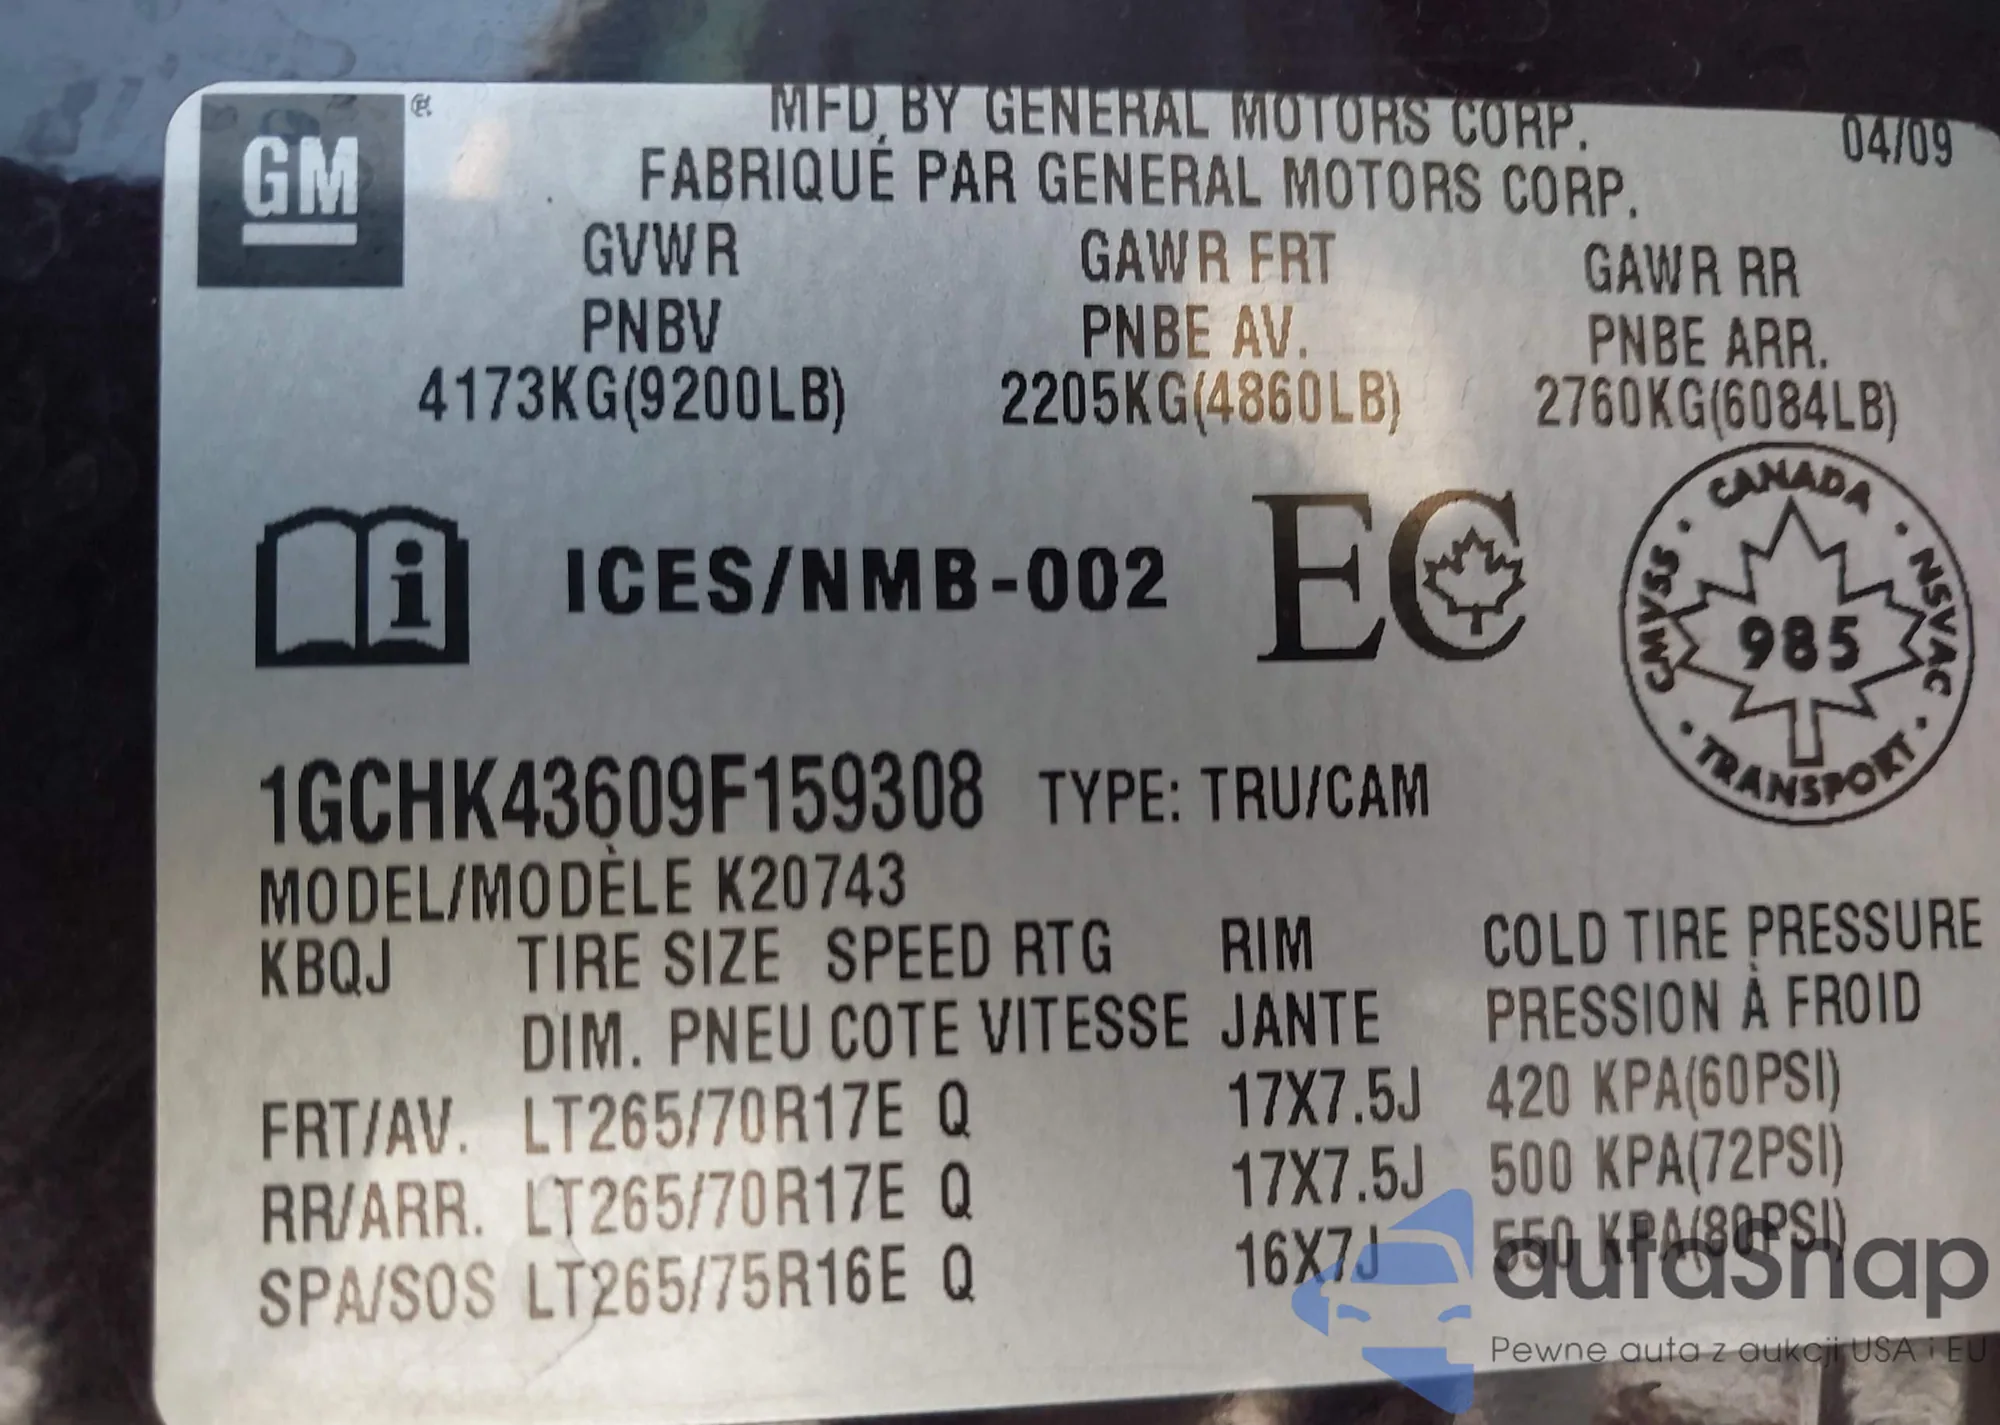 GM
MFD BY GENERAL MOTORS CORP. 04/09
FABRIQUÉ PAR GENERAL MOTORS CORP.
GVWR GAWR FRT GAWR RR
PNBV PNBE AV. PNBE ARR.
4173KG(9200LB) 2205KG(4860LB) 2760KG(6084LB)
ICES/NMB-002 EC
CANADA
CMVSS 985 NSVAC
TRANSPORT
1GCHK43609F159308 TYPE: TRU/CAM
MODEL/MODÈLE K20743
KBQJ TIRE SIZE SPEED RTG RIM COLD TIRE PRESSURE
DIM. PNEU COTE VITESSE JANTE PRESSION À FROID
FRT/AV. LT265/70R17E Q 17X7.5J 420 KPA(60PSI)
RR/ARR. LT265/70R17E Q 17X7.5J 500 KPA(72PSI)
SPA/SOS LT265/75R16E Q 16X7J 550 KPA(80PSI)
autaSnap
Pewne auta z aukcji USA i EU